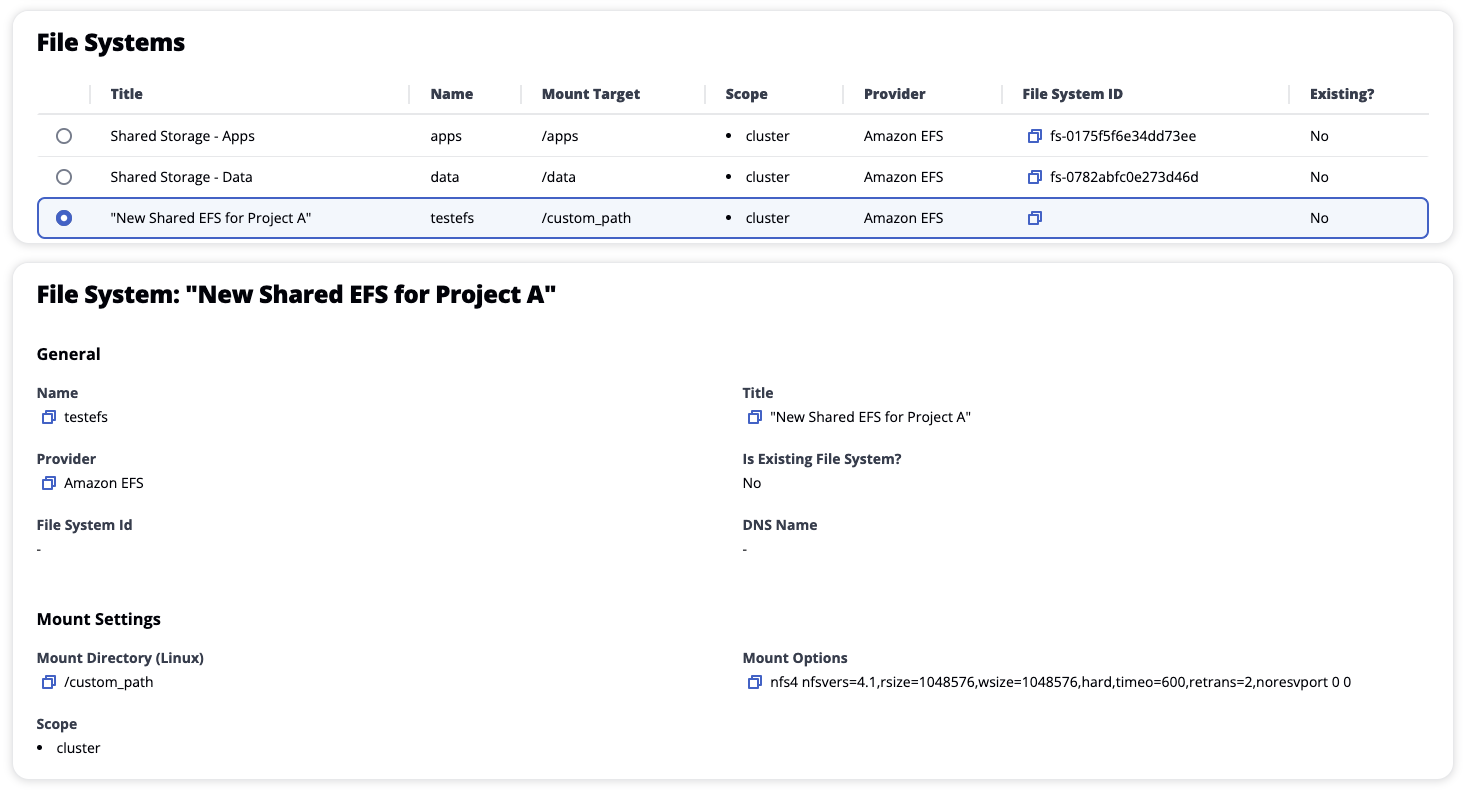 File Systems
Title Name Mount Target Scope Provider File System ID Existing?
Shared Storage - Apps apps /apps • cluster Amazon EFS fs-0175f5f6e34dd73ee No
Shared Storage - Data data /data • cluster Amazon EFS fs-0782abfc0e273d46d No
"New Shared EFS for Project A" testefs /custom_path • cluster Amazon EFS No
File System: "New Shared EFS for Project A"
General
Name Title
testefs "New Shared EFS for Project A"
Provider Is Existing File System?
Amazon EFS No
File System Id DNS Name
- -
Mount Settings
Mount Directory (Linux) Mount Options
/custom_path nfs4 nfsvers=4.1,rsize=1048576,wsize=1048576,hard,timeo=600,retrans=2,noresvport 0 0
Scope
• cluster